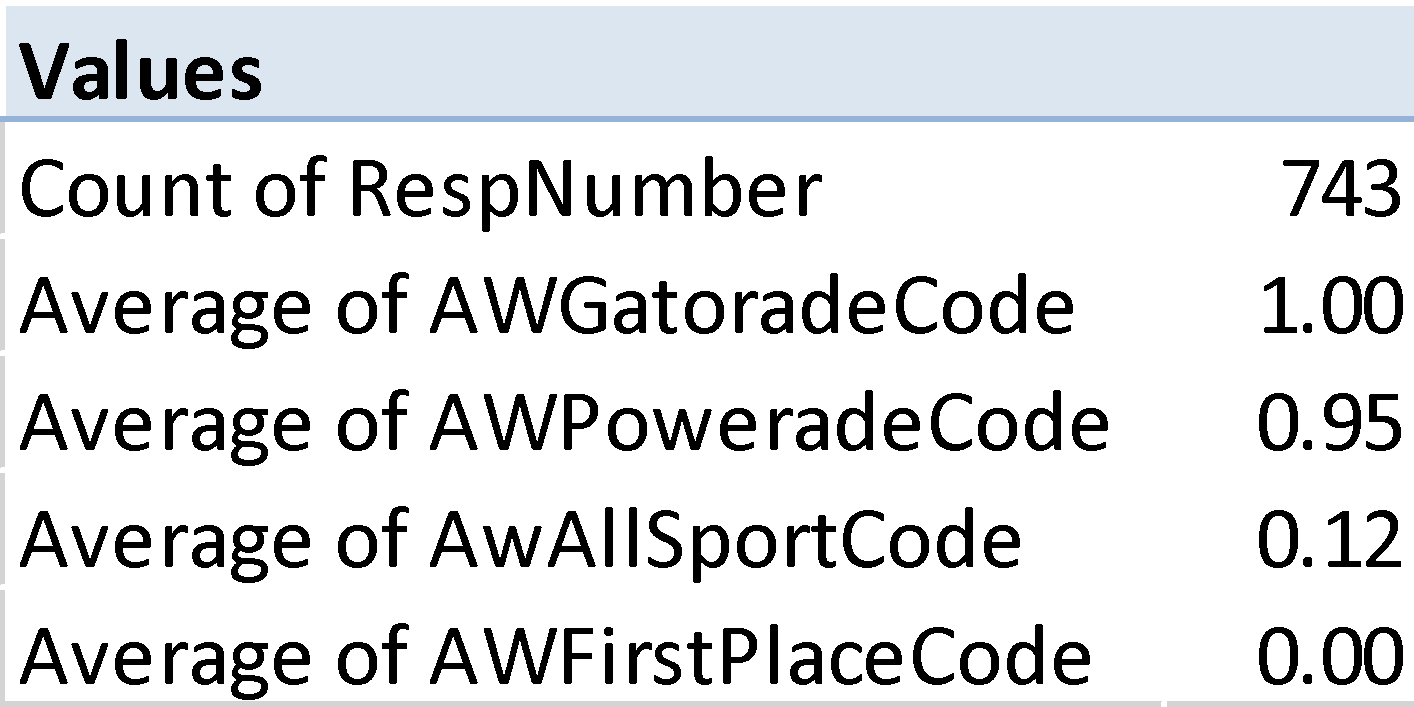 Values
Count of RespNumber 743
Average of AWGatoradeCode 1.00
Average of AWPoweradeCode 0.95
Average of AwAllSportCode 0.12
Average of AWFirstPlaceCode 0.00